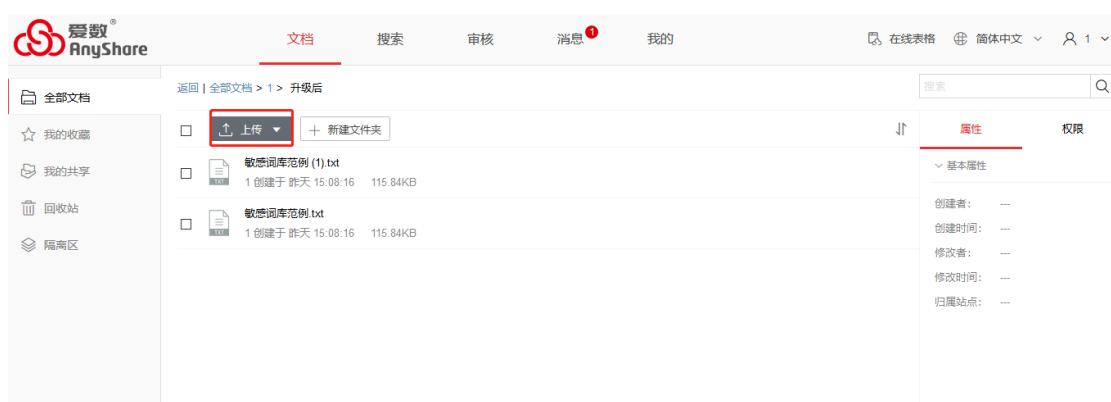 爱数®
AnyShare
文档 搜索 审核 消息 1 我的 在线表格 简体中文 1
全部文档
我的收藏
我的共享
回收站
隔离区
返回 | 全部文档 > 1 > 升级后
搜索
上传 新建文件夹
属性 权限
敏感词库范例 (1).txt
TXT
1 创建于 昨天 15:08:16 115.84KB
敏感词库范例.txt
TXT
1 创建于 昨天 15:08:16 115.84KB
基本属性
创建者: ---
创建时间: ---
修改者: ---
修改时间: ---
归属站点: ---